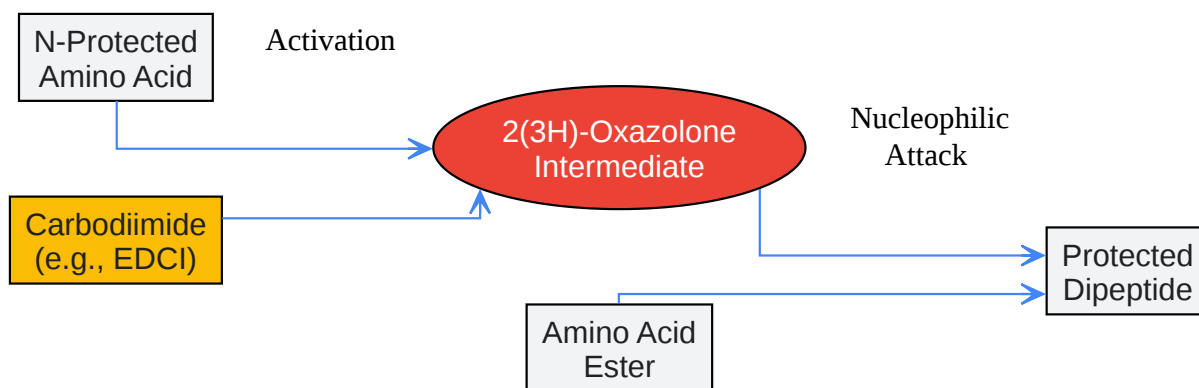 N-Protected
Amino Acid
Activation
2(3H)-Oxazolone
Intermediate
Nucleophilic
Attack
Carbodiimide
(e.g., EDCI)
Protected
Dipeptide
Amino Acid
Ester